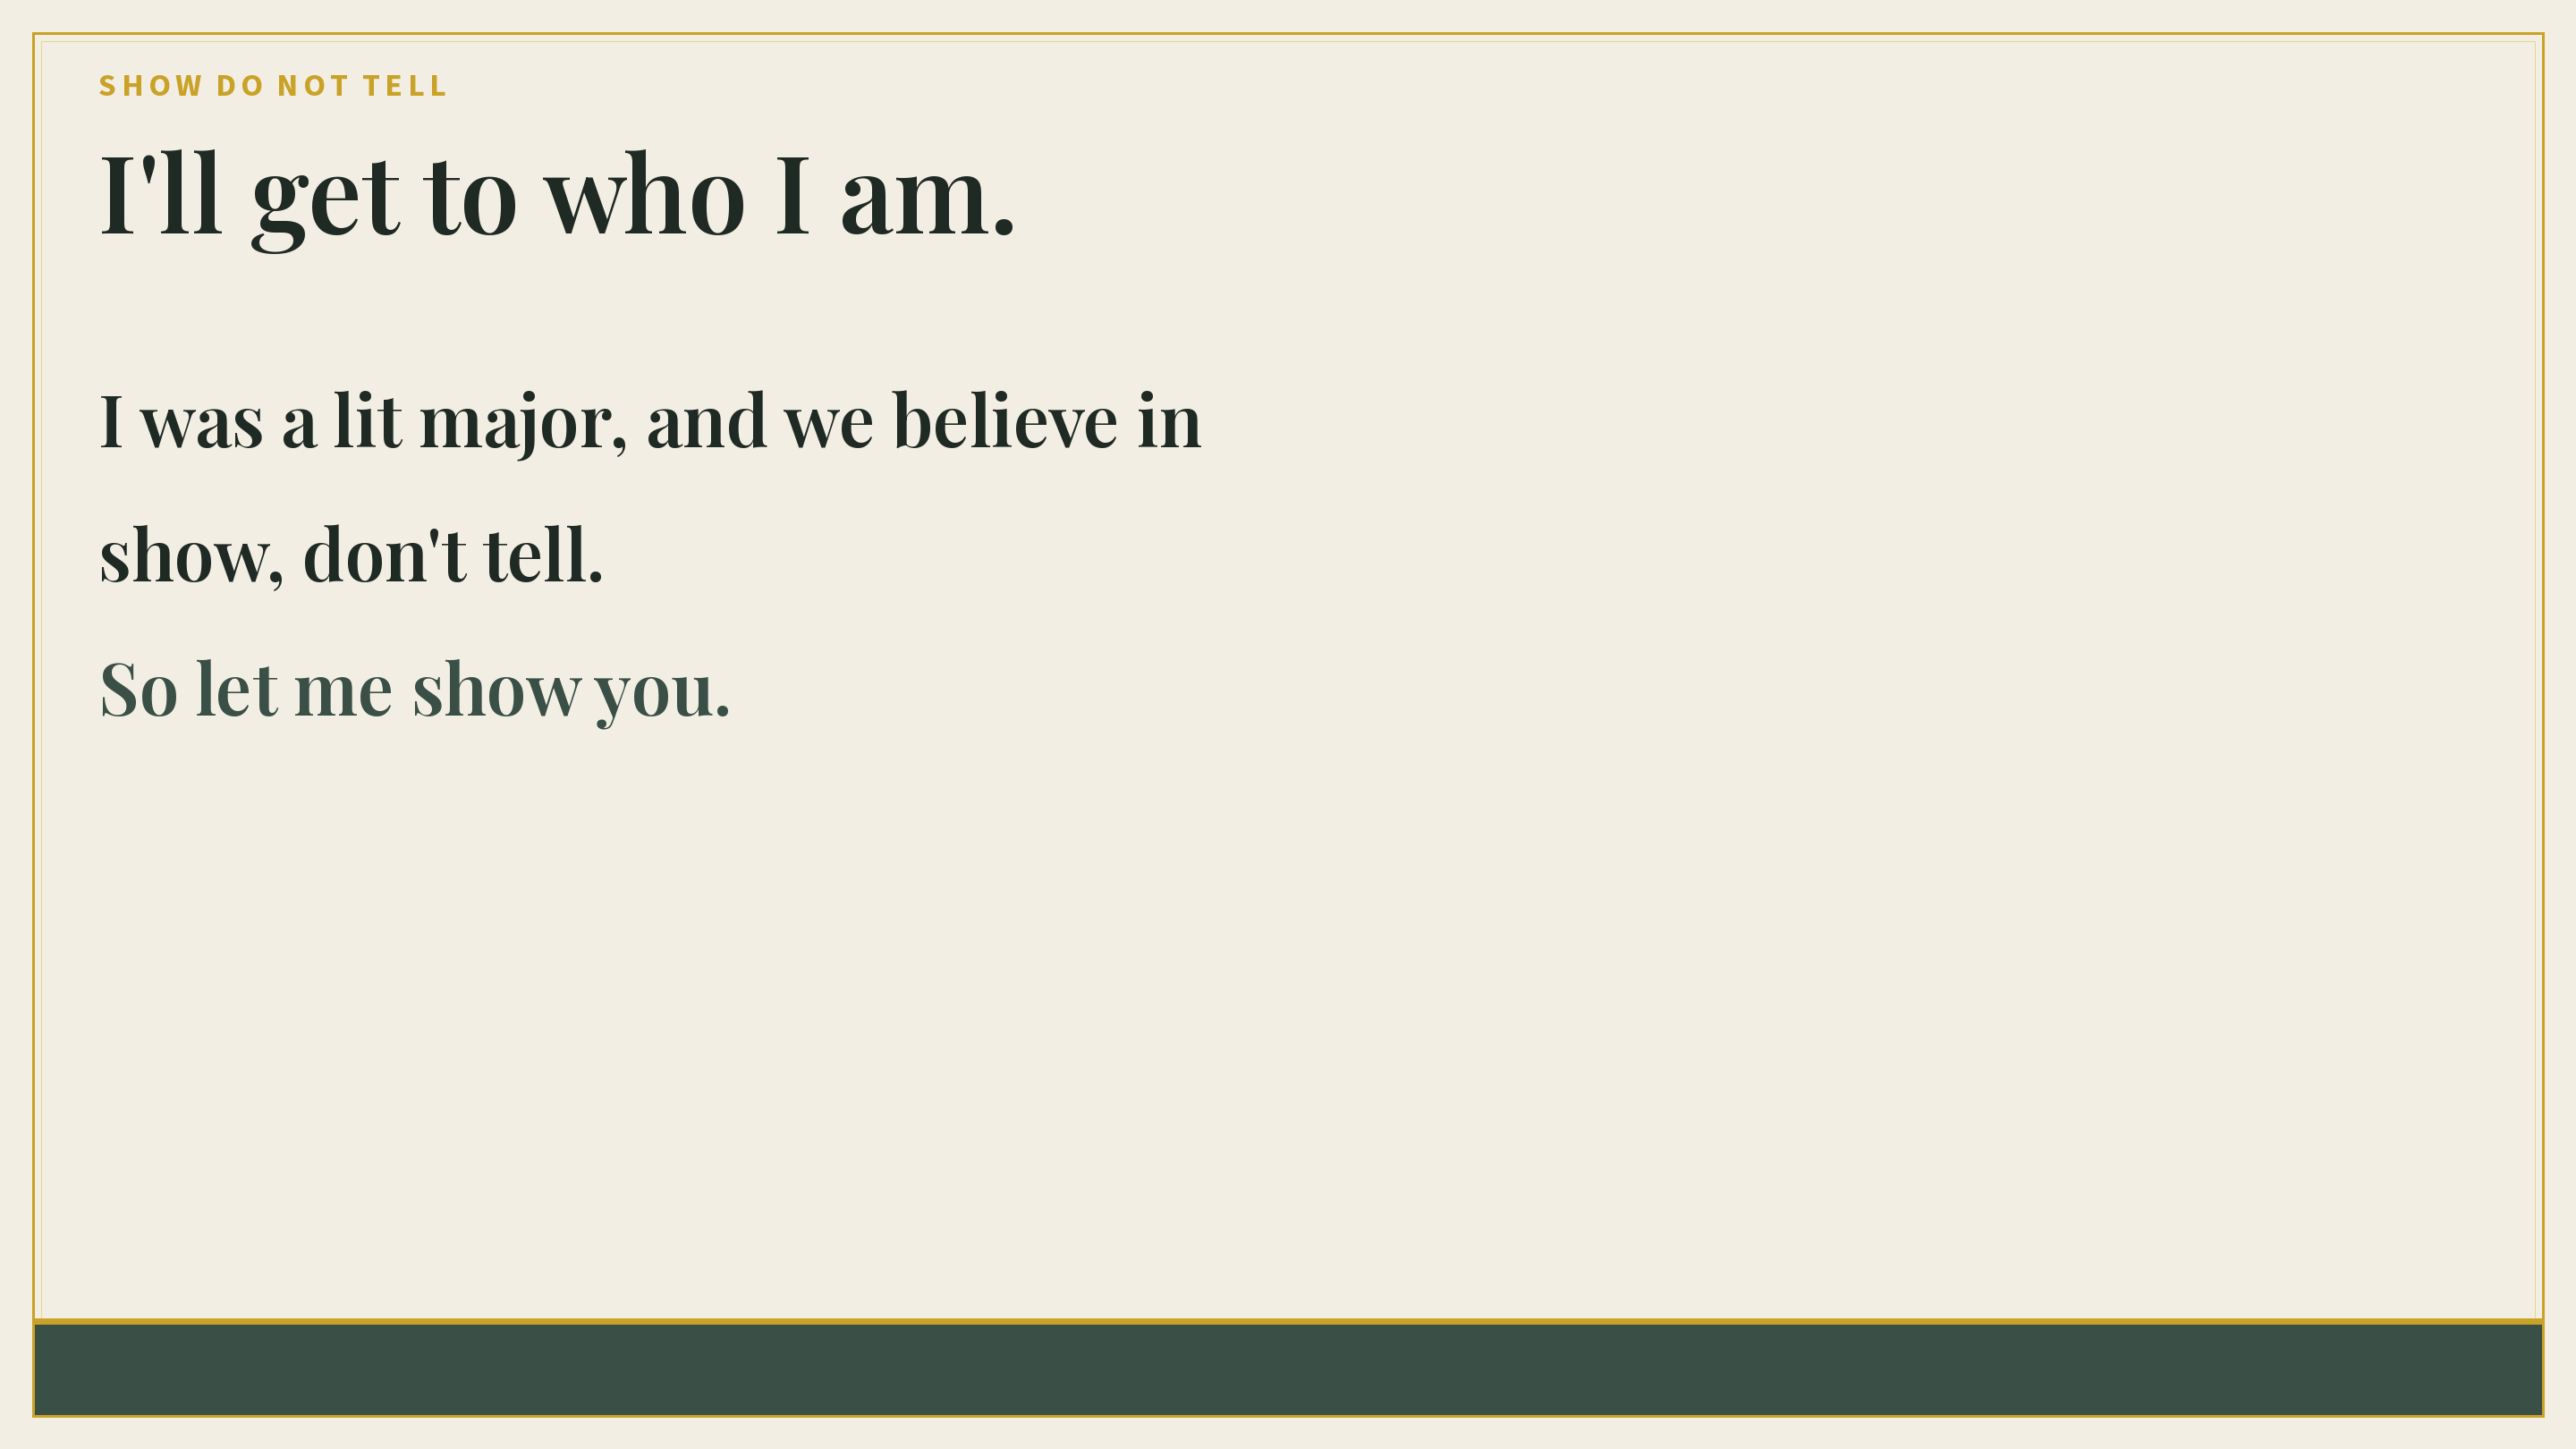 SHOW DO NOT TELL
I'll get to who I am.
I was a lit major, and we believe in
show, don't tell.
So let me show you.